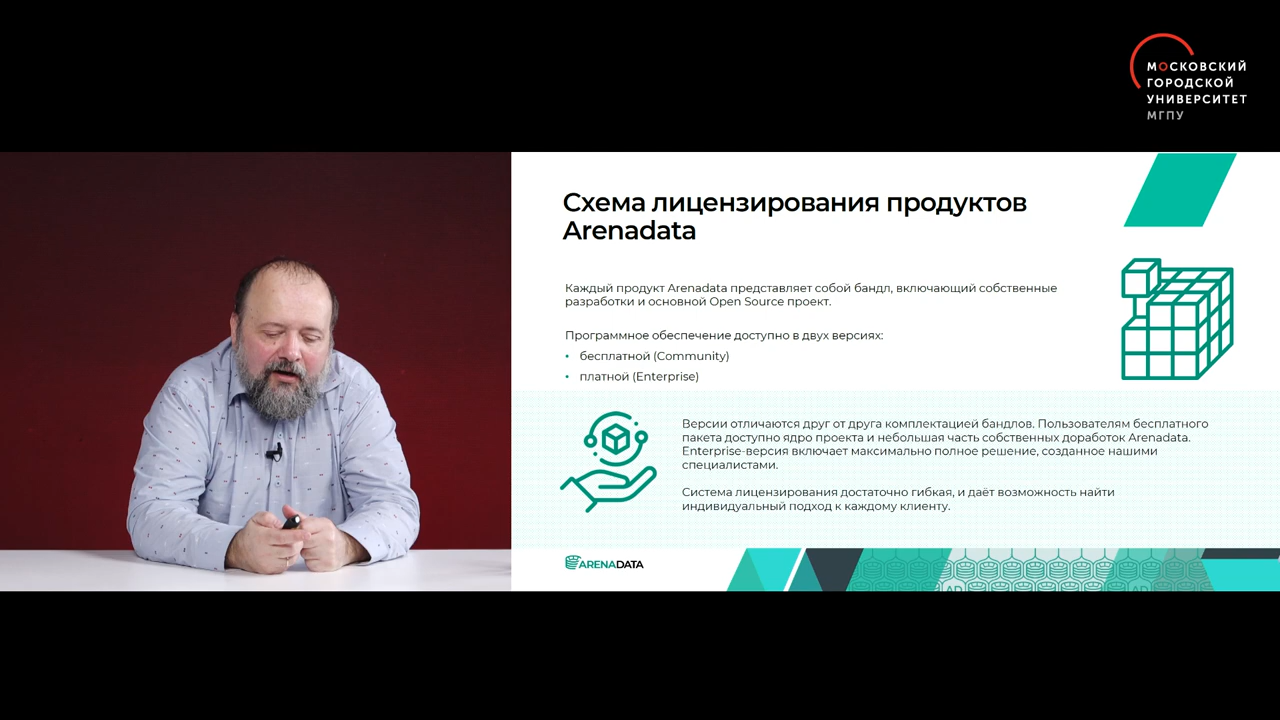 МОСКОВСКИЙ
ГОРОДСКОЙ
УНИВЕРСИТЕТ
МГПУ
Схема лицензирования продуктов
Arenadata
Каждый продукт Arenadata представляет собой бандл, включающий собственные
разработки и основной Open Source проект.
Программное обеспечение доступно в двух версиях:
• бесплатной (Community)
• платной (Enterprise)
Версии отличаются друг от друга комплектацией бандлов. Пользователям бесплатного
пакета доступно ядро проекта и небольшая часть собственных доработок Arenadata.
Enterprise-версия включает максимально полное решение, созданное нашими
специалистами.
Система лицензирования достаточно гибкая, и даёт возможность найти
индивидуальный подход к каждому клиенту.
ARENADATA
AD
AD